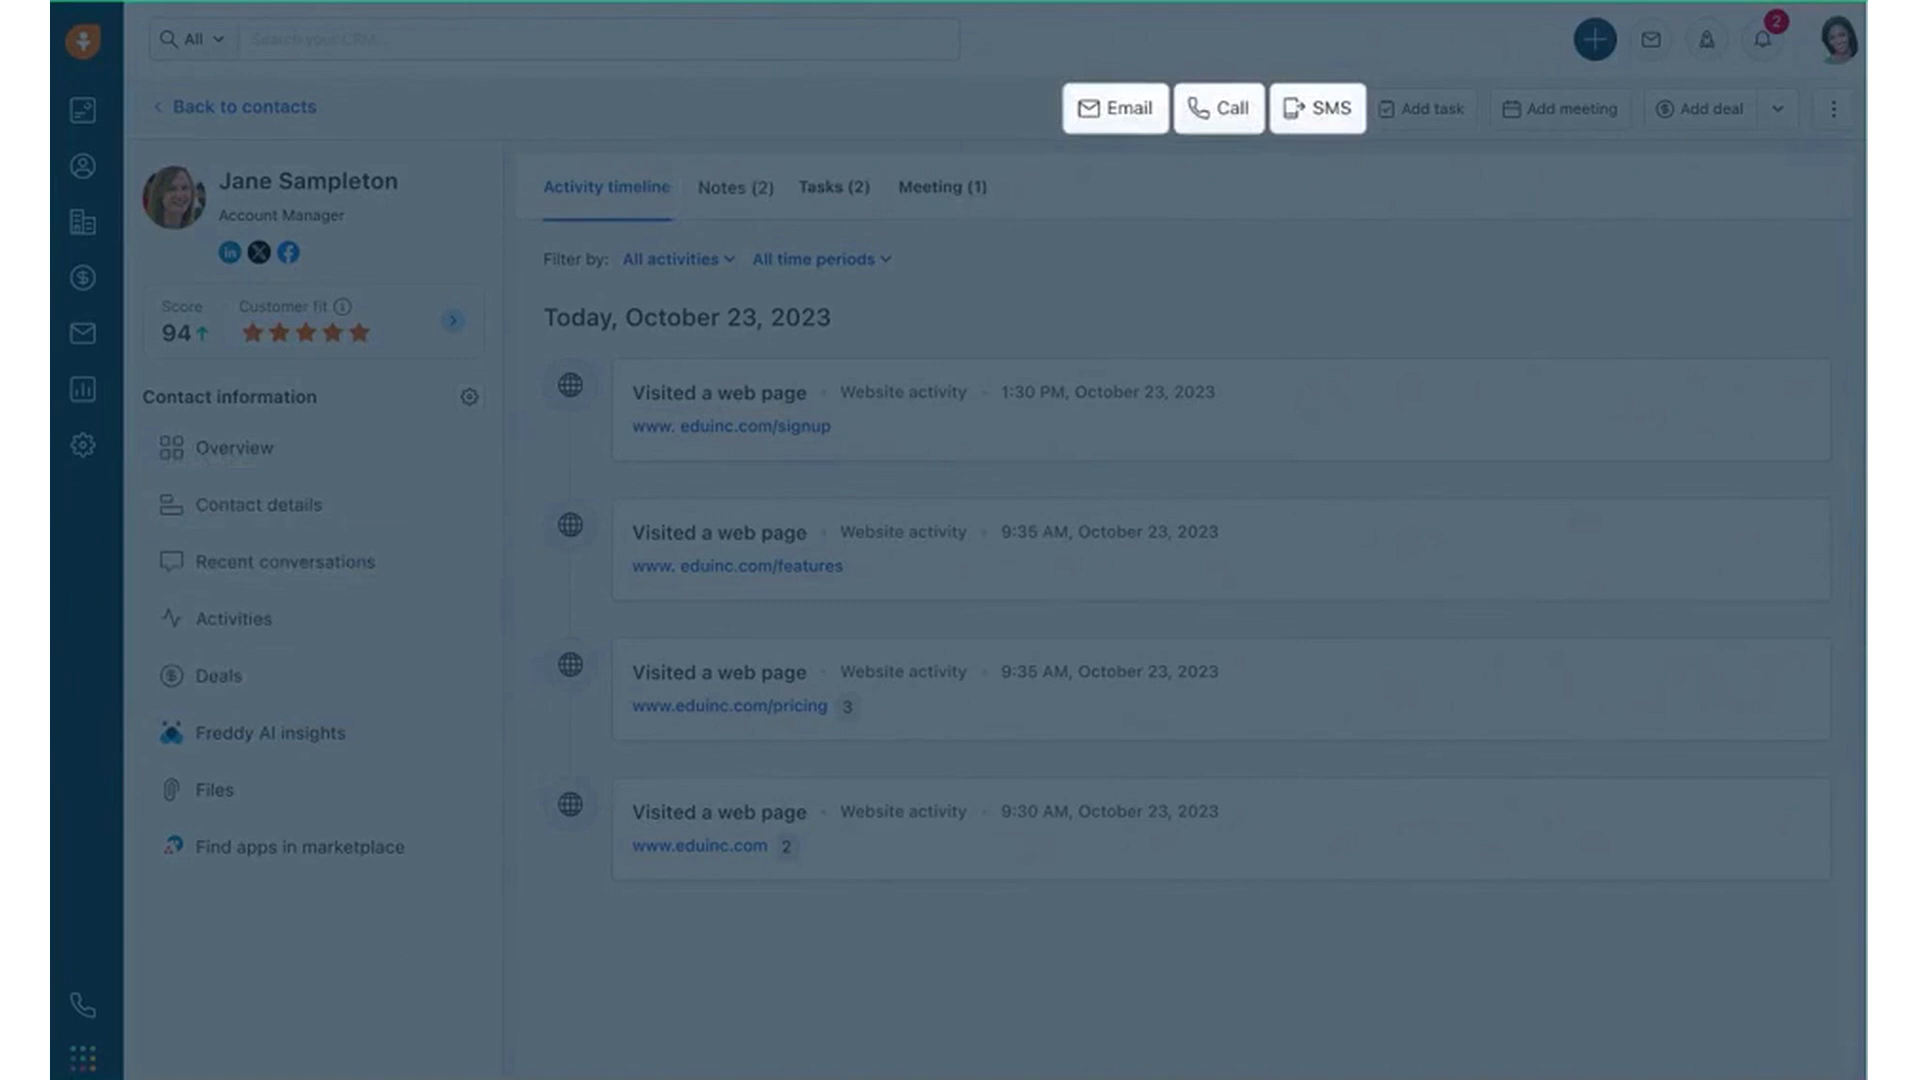 All
Search your CRM...
2
Back to contacts
Email
Call
SMS
Add task
Add meeting
Add deal
Jane Sampleton
Account Manager
Score
Customer fit
94
Contact information
Overview
Contact details
Recent conversations
Activities
Deals
Freddy AI insights
Files
Find apps in marketplace
Activity timeline
Notes (2)
Tasks (2)
Meeting (1)
Filter by:
All activities
All time periods
Today, October 23, 2023
Visited a web page Website activity 1:30 PM, October 23, 2023
www. eduinc.com/signup
Visited a web page Website activity 9:35 AM, October 23, 2023
www. eduinc.com/features
Visited a web page Website activity 9:35 AM, October 23, 2023
www.eduinc.com/pricing 3
Visited a web page Website activity 9:30 AM, October 23, 2023
www.eduinc.com 2